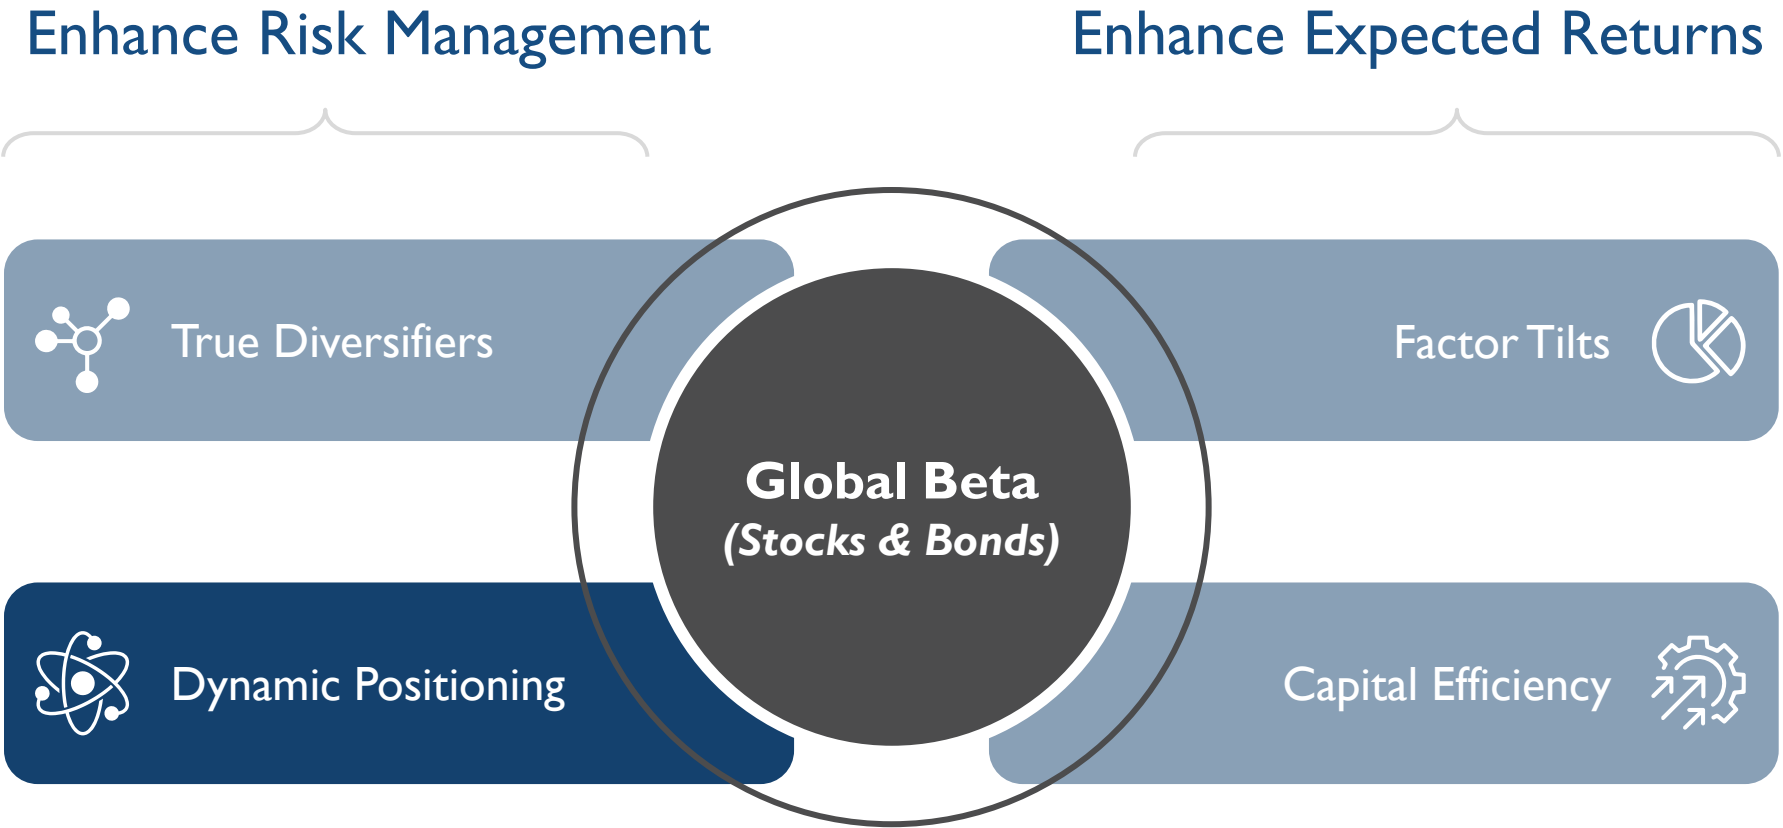 Enhance Risk Management
Enhance Expected Returns
True Diversifiers
Factor Tilts
Global Beta
(Stocks & Bonds)
Dynamic Positioning
Capital Efficiency